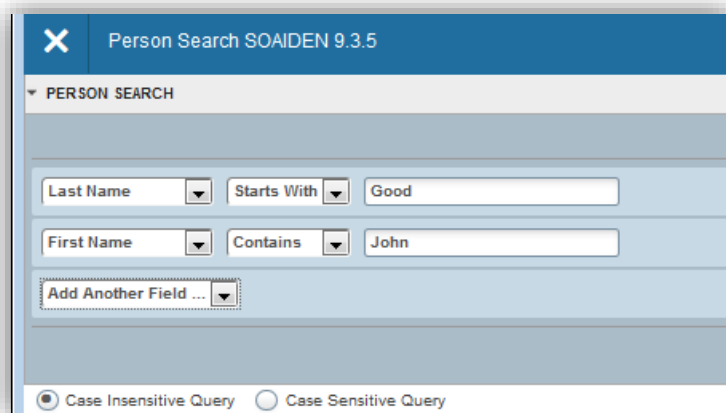 Person Search SOAIDEN 9.3.5
PERSON SEARCH
Last Name Starts With Good
First Name Contains John
Add Another Field ...
Case Insensitive Query Case Sensitive Query